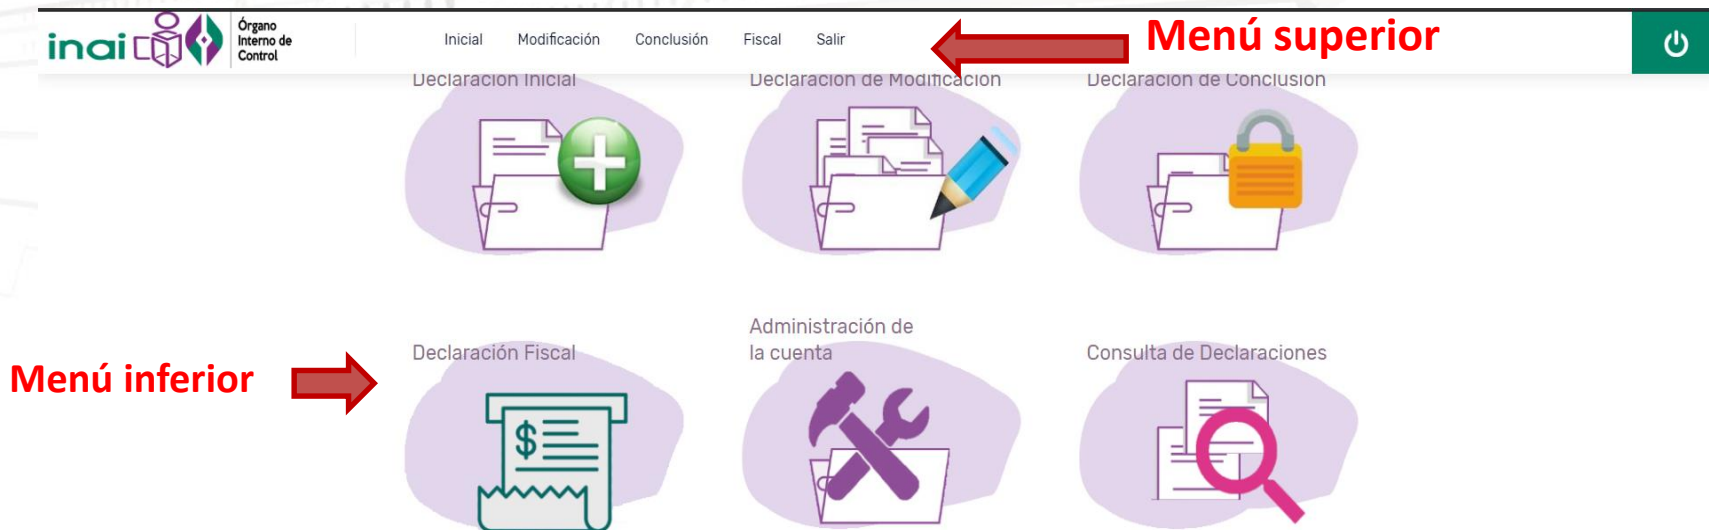 inai
Órgano
Interno de
Control
Inicial Modificación Conclusión Fiscal Salir
Menú superior
Declaración Inicial
Declaración de Modificación
Declaración de Conclusión
Menú inferior
Declaración Fiscal
$
Administración de
la cuenta
Consulta de Declaraciones